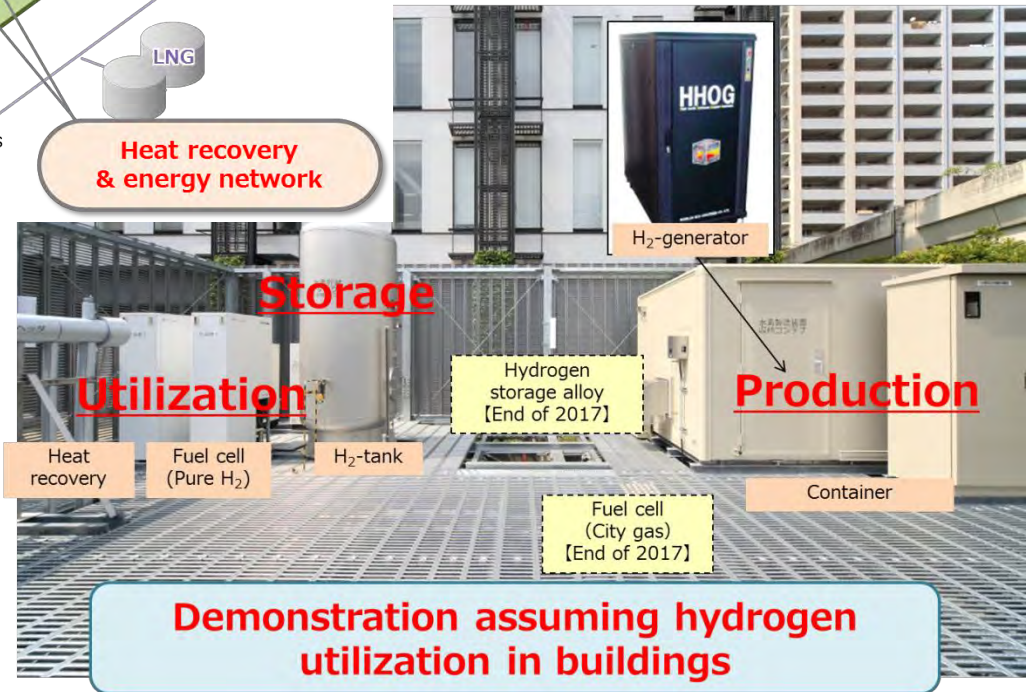 LNG
s
Heat recovery
& energy network
HHOG
H₂-generator
Storage
Utilization
Production
Hydrogen
storage alloy
【End of 2017】
Heat
recovery
Fuel cell
(Pure H₂)
H₂-tank
Container
Fuel cell
(City gas)
【End of 2017】
Demonstration assuming hydrogen
utilization in buildings